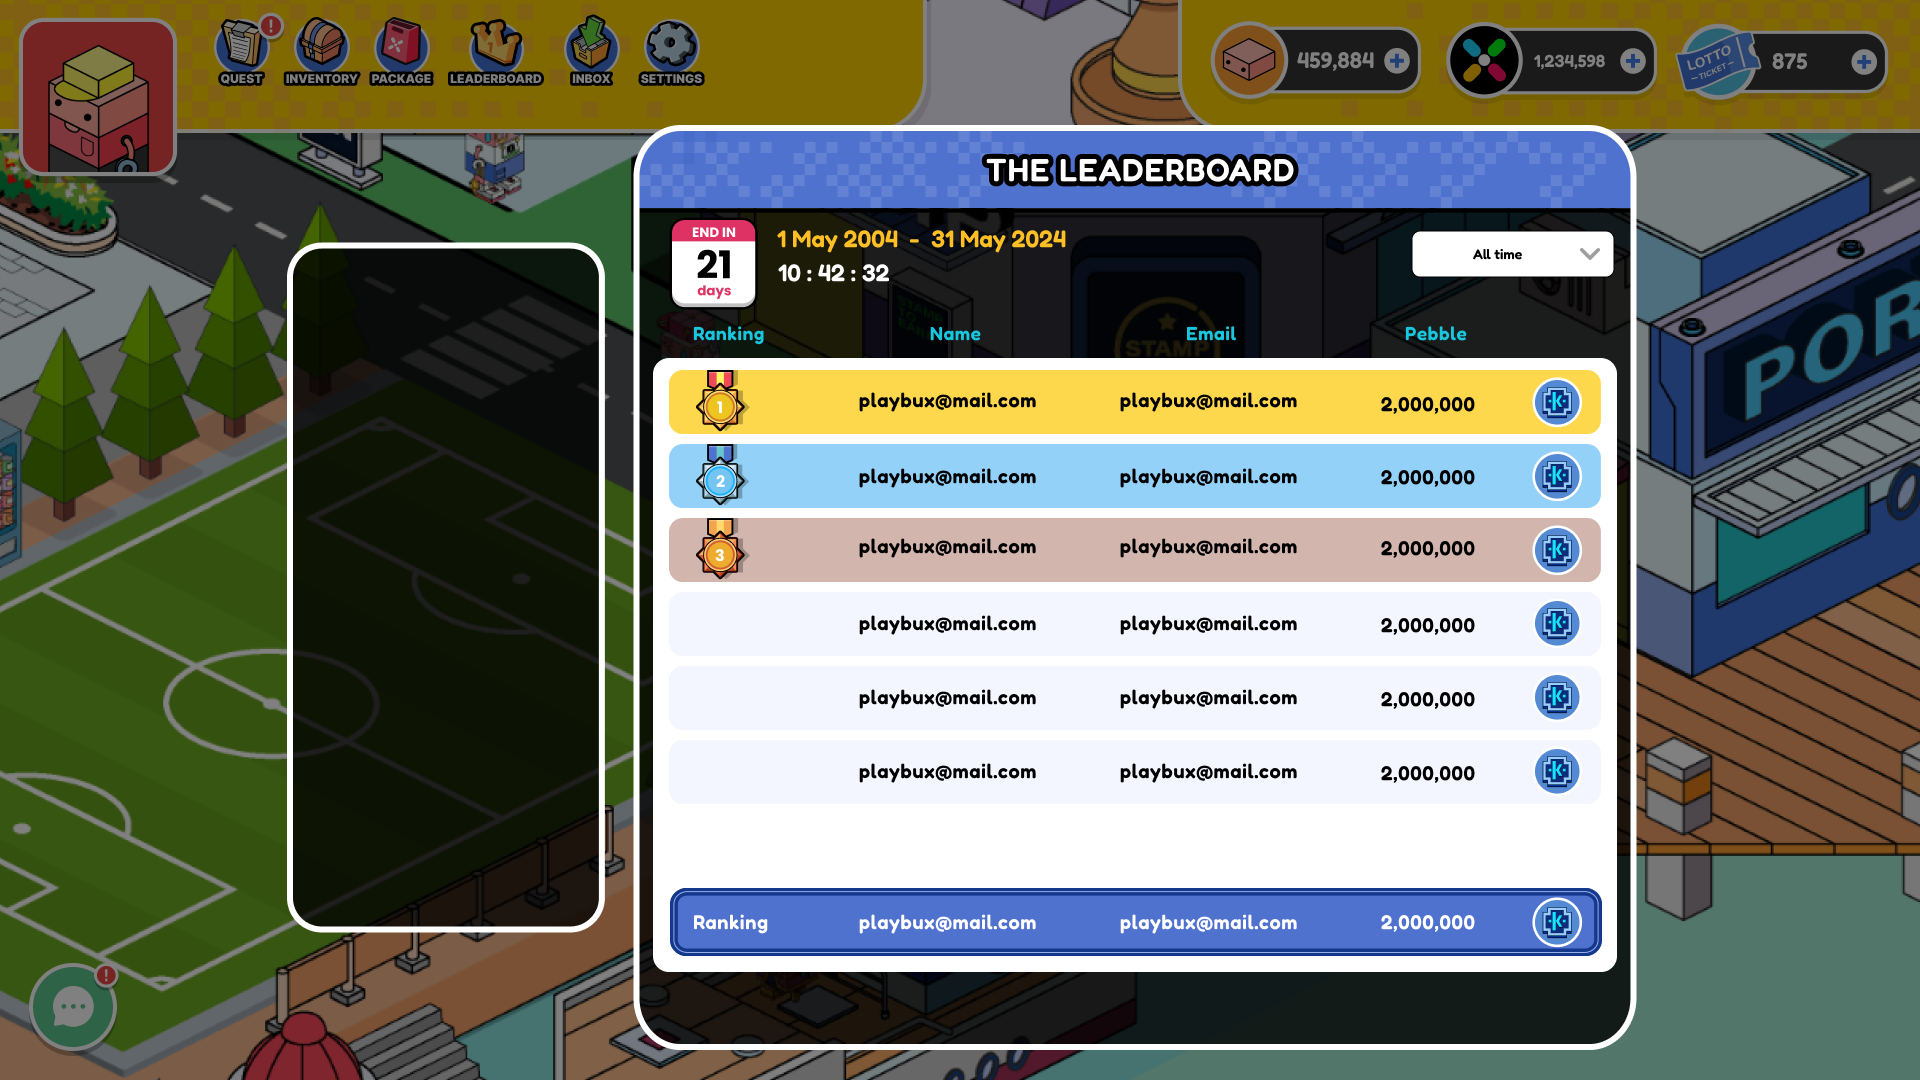 QUEST
INVENTORY
PACKAGE
LEADERBOARD
INBOX
SETTINGS
459,884
1,234,598
LOTTO
TICKET
875
THE LEADERBOARD
END IN
21
days
1 May 2004 - 31 May 2024
10 : 42 : 32
All time
Ranking Name Email Pebble
STAMP
POR
1 playbux@mail.com playbux@mail.com 2,000,000 K
2 playbux@mail.com playbux@mail.com 2,000,000 K
3 playbux@mail.com playbux@mail.com 2,000,000 K
playbux@mail.com playbux@mail.com 2,000,000 K
playbux@mail.com playbux@mail.com 2,000,000 K
playbux@mail.com playbux@mail.com 2,000,000 K
Ranking playbux@mail.com playbux@mail.com 2,000,000 K